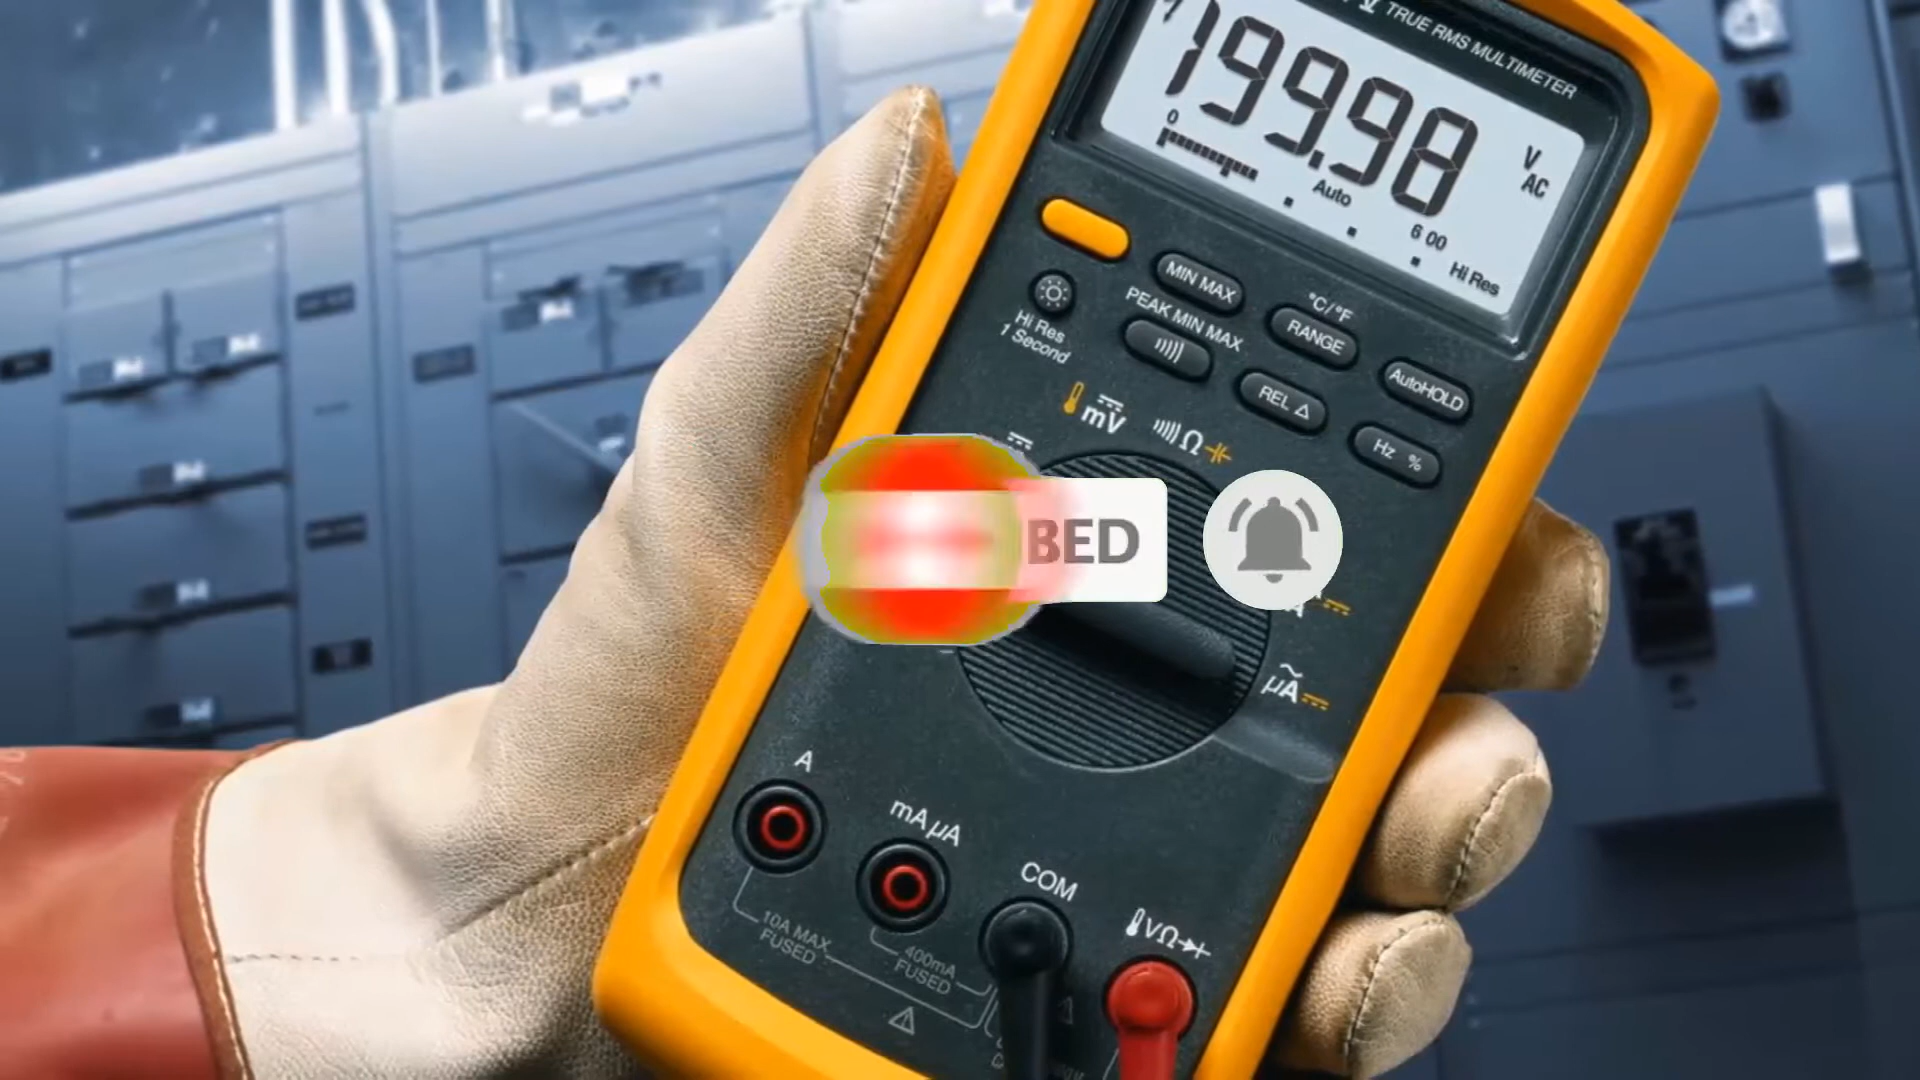 TRUE RMS MULTIMETER
199.98
V
AC
0
Auto
6 00
Hi Res
MIN MAX
°C/°F
PEAK MIN MAX
RANGE
Hi Res
1 Second
AutoHOLD
REL Δ
Hz %
mV
Ω
BED
µA
A
mA µA
COM
VΩ
10A MAX
FUSED
400mA
FUSED